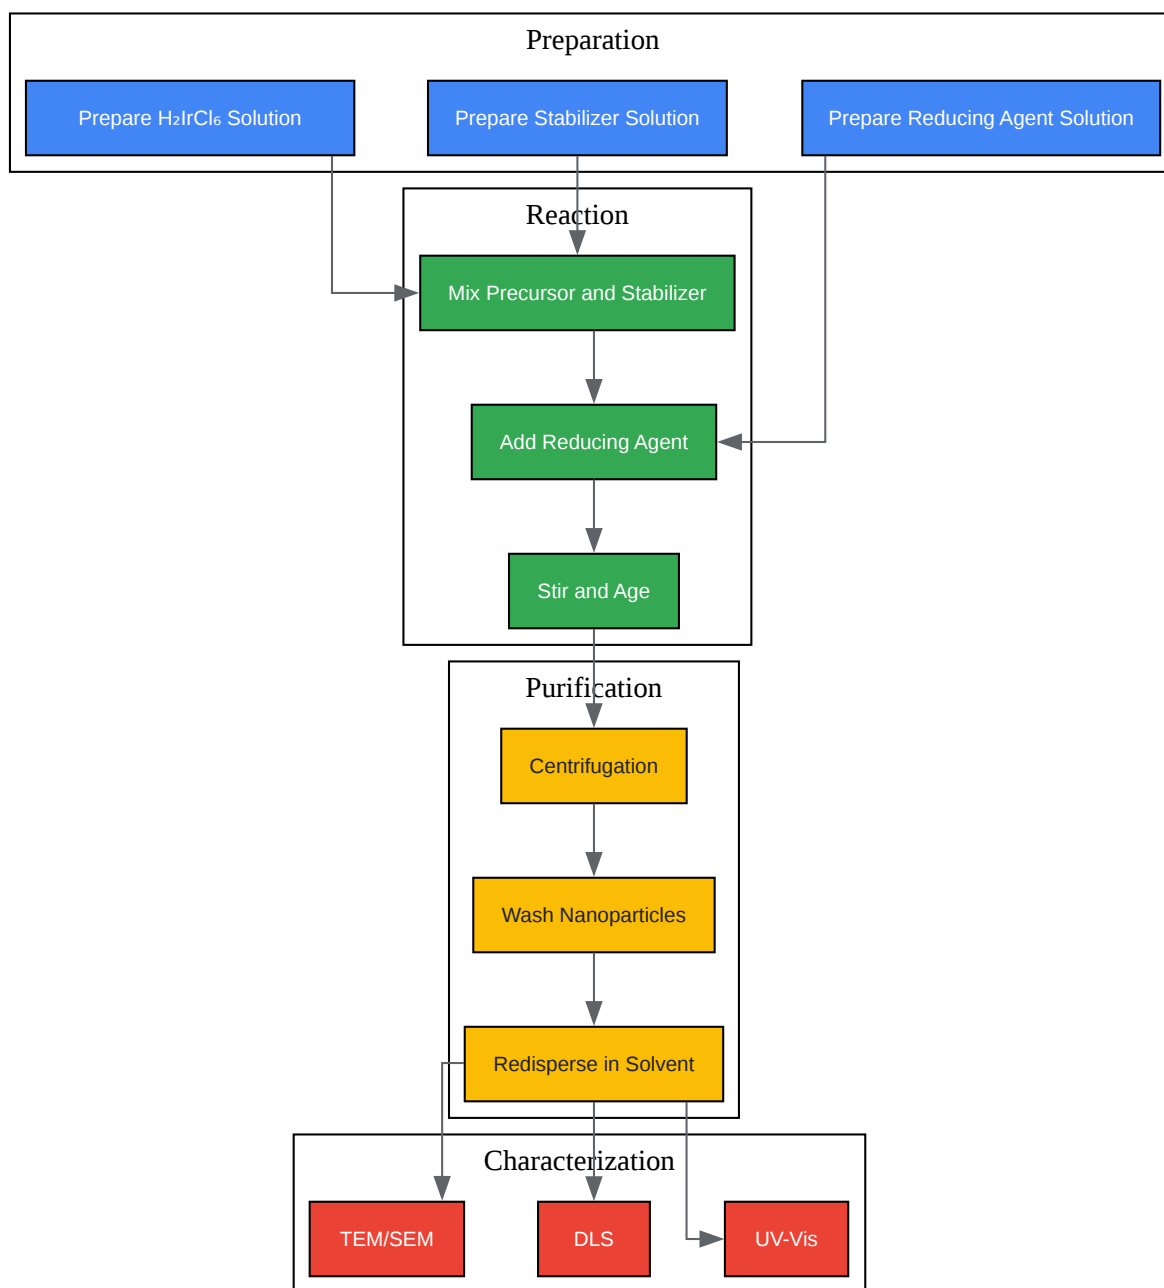 Preparation
Prepare H₂IrCl₆ Solution
Prepare Stabilizer Solution
Prepare Reducing Agent Solution
Reaction
Mix Precursor and Stabilizer
Add Reducing Agent
Stir and Age
Purification
Centrifugation
Wash Nanoparticles
Redisperse in Solvent
Characterization
TEM/SEM
DLS
UV-Vis